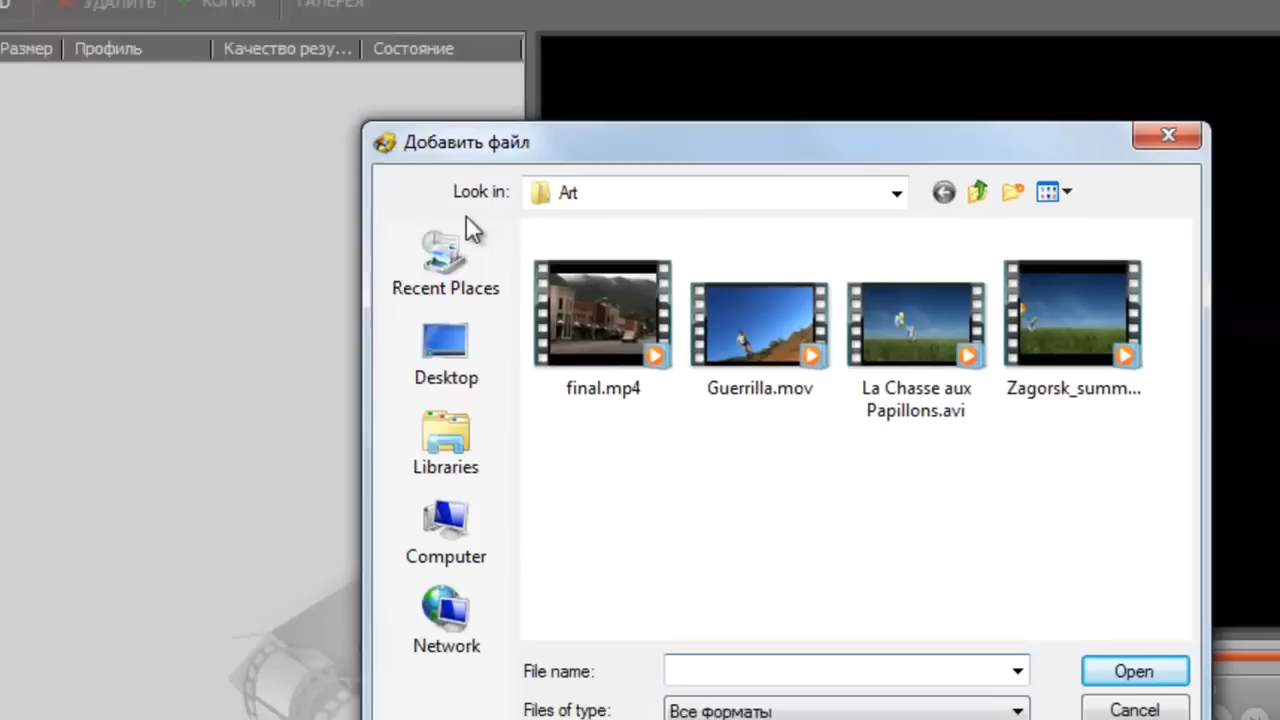 УДАЛИТЬ КОПИЯ ГАЛЕРЕЯ
Размер Профиль Качество резу... Состояние
Добавить файл
Look in: Art
Recent Places
Desktop
Libraries
Computer
Network
final.mp4 Guerrilla.mov La Chasse aux Papillons.avi Zagorsk_summ...
File name: Open
Files of type: Все форматы Cancel